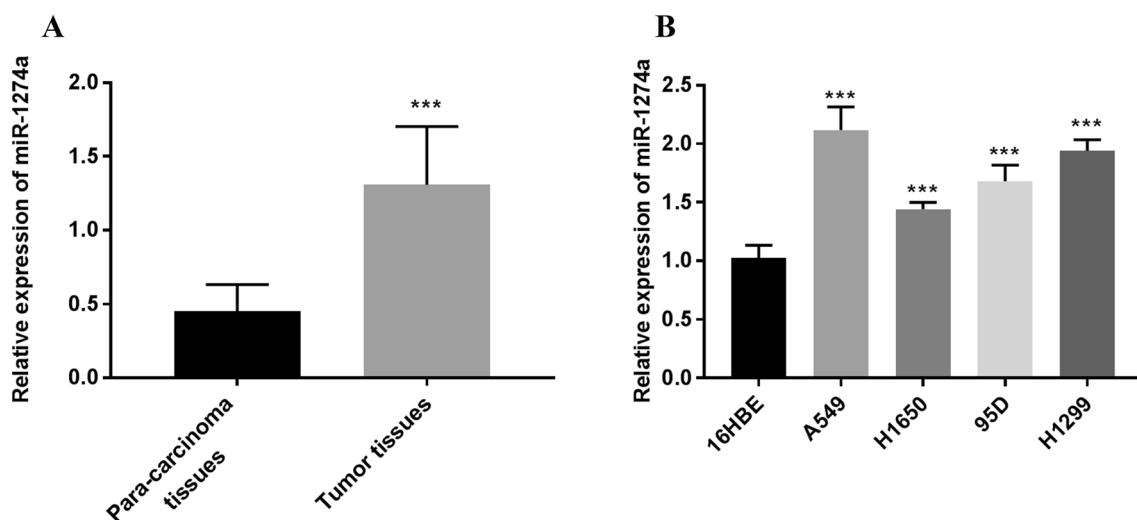 A
Relative expression of miR-1274a
2.0
1.5
1.0
0.5
0.0
***
Para-carcinoma
tissues
Tumor tissues
B
Relative expression of miR-1274a
2.5
2.0
1.5
1.0
0.5
0.0
***
***
***
***
16HBE
A549
H1650
95D
H1299